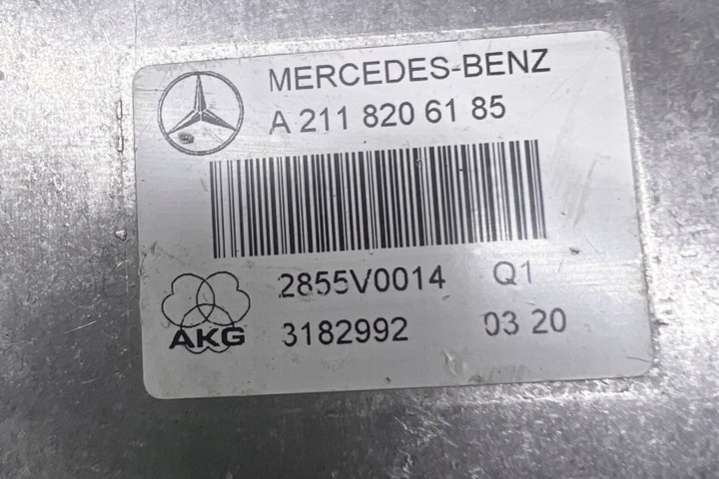 MERCEDES-BENZ
A 211 820 61 85
2855V0014 Q1
AKG 3182992 03 20